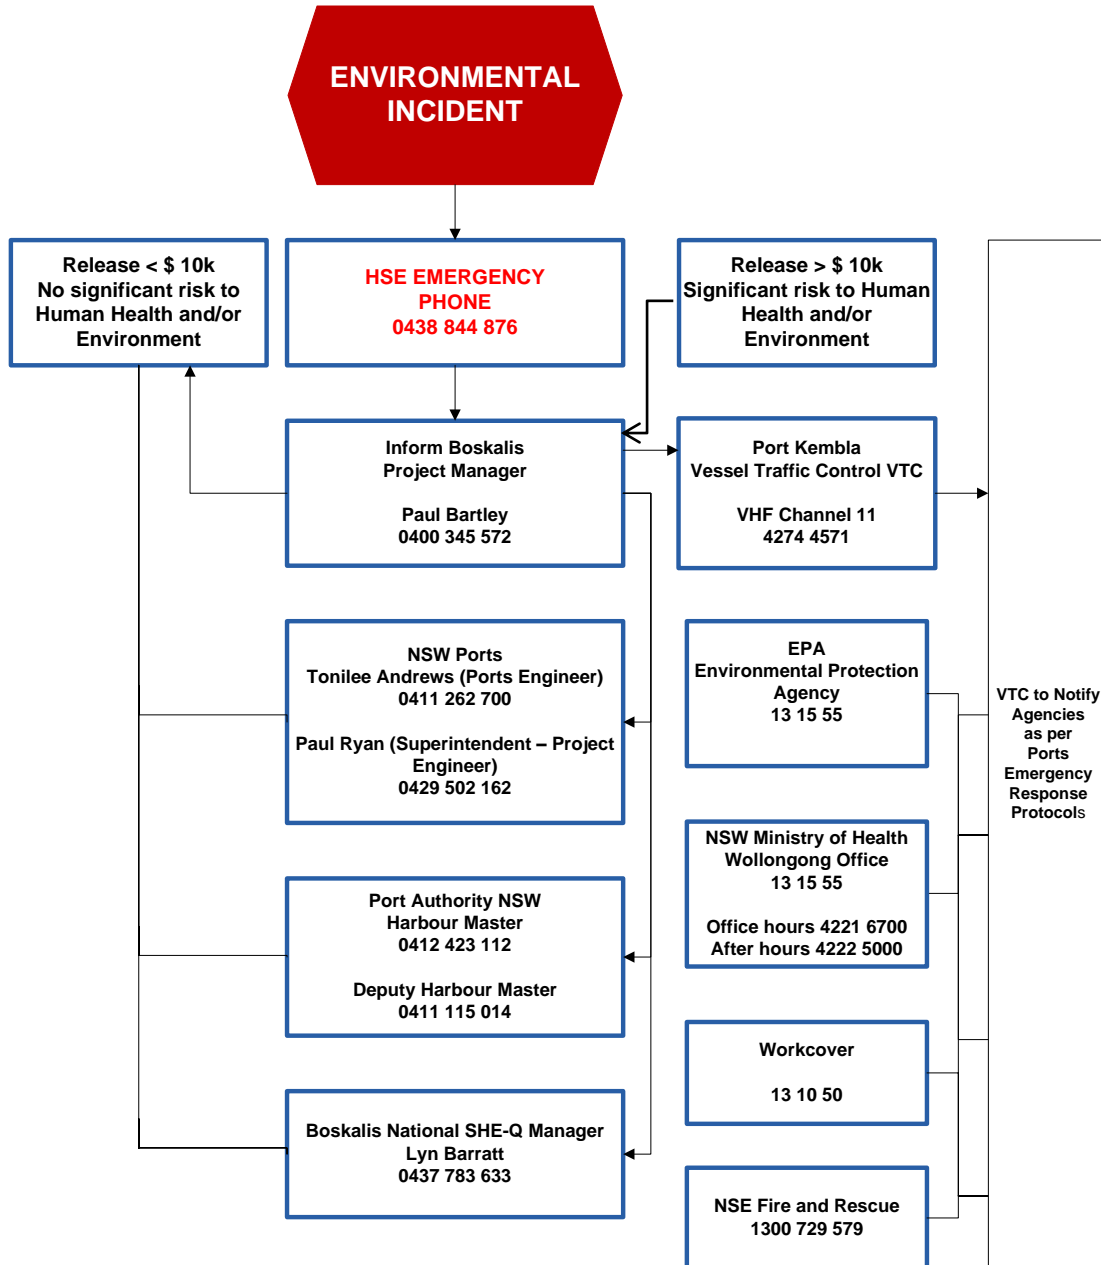 ENVIRONMENTAL
INCIDENT
Release < $ 10k
No significant risk to
Human Health and/or
Environment
HSE EMERGENCY
PHONE
0438 844 876
Release > $ 10k
Significant risk to Human
Health and/or
Environment
Inform Boskalis
Project Manager
Paul Bartley
0400 345 572
Port Kembla
Vessel Traffic Control VTC
VHF Channel 11
4274 4571
NSW Ports
Tonilee Andrews (Ports Engineer)
0411 262 700
Paul Ryan (Superintendent – Project
Engineer)
0429 502 162
EPA
Environmental Protection
Agency
13 15 55
VTC to Notify
Agencies
as per
Ports
Emergency
Response
Protocols
NSW Ministry of Health
Wollongong Office
13 15 55
Office hours 4221 6700
After hours 4222 5000
Port Authority NSW
Harbour Master
0412 423 112
Deputy Harbour Master
0411 115 014
Workcover
13 10 50
Boskalis National SHE-Q Manager
Lyn Barratt
0437 783 633
NSE Fire and Rescue
1300 729 579